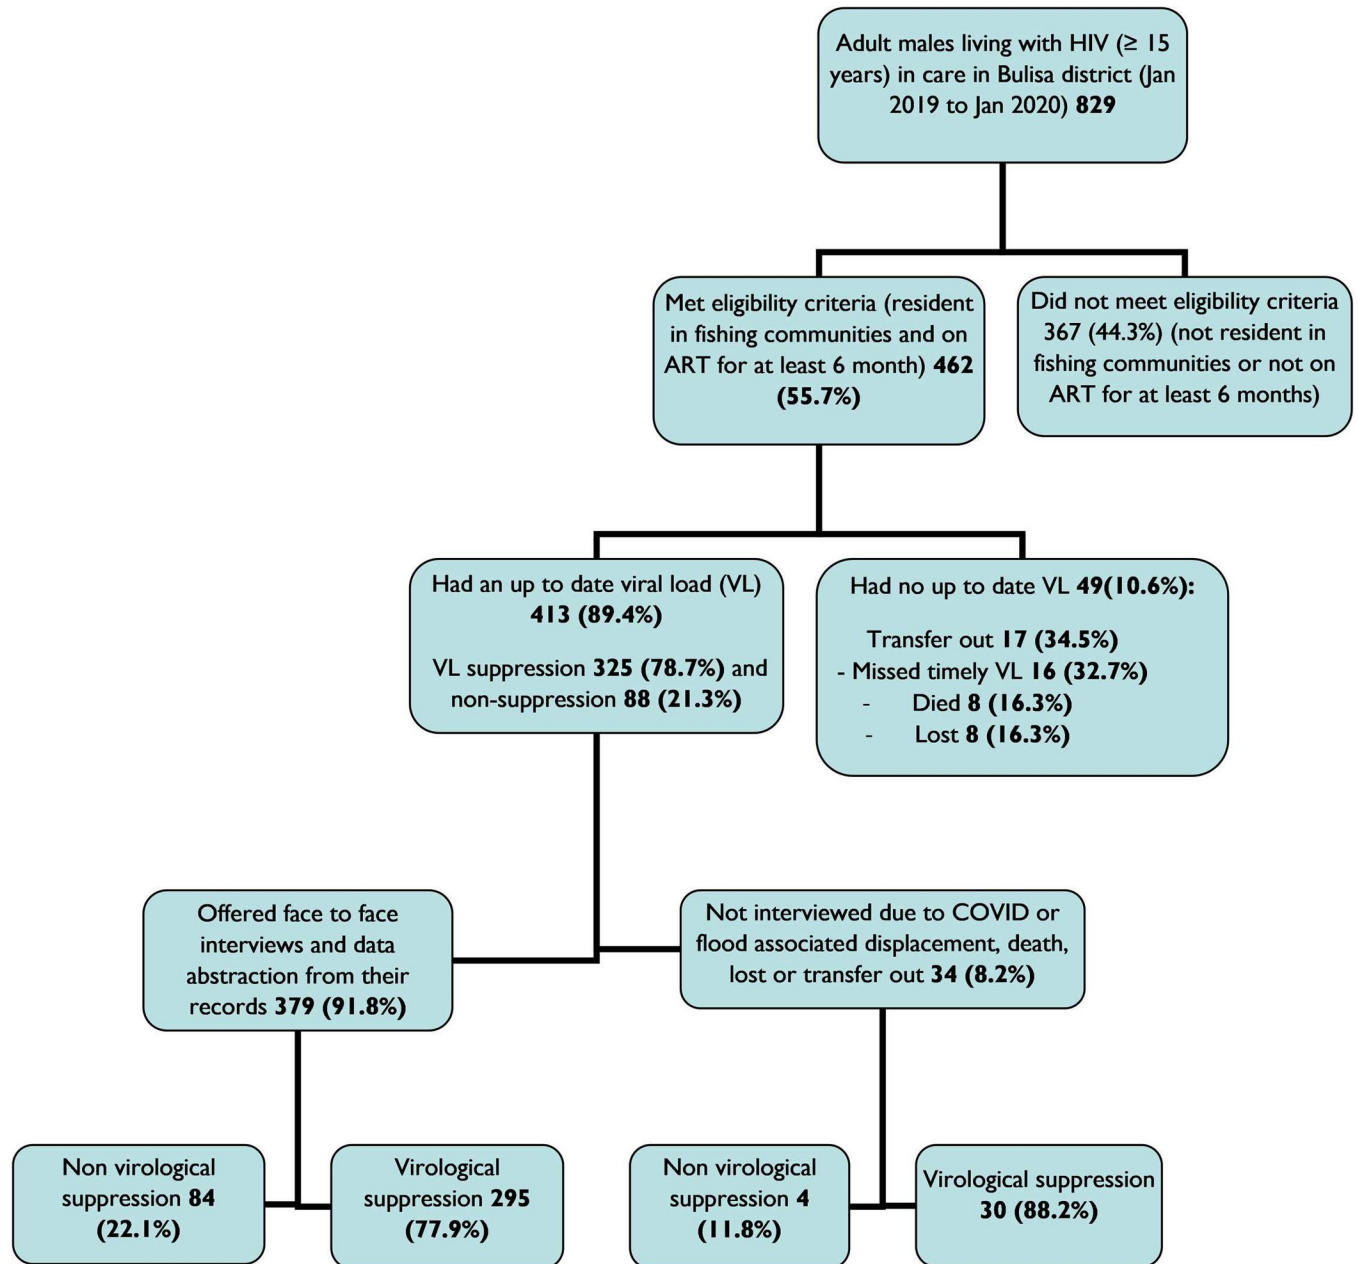 Adult males living with HIV (≥ 15
years) in care in Bulisa district (Jan
2019 to Jan 2020) 829
Met eligibility criteria (resident
in fishing communities and on
ART for at least 6 month) 462
(55.7%)
Did not meet eligibility criteria
367 (44.3%) (not resident in
fishing communities or not on
ART for at least 6 months)
Had an up to date viral load (VL)
413 (89.4%)
VL suppression 325 (78.7%) and
non-suppression 88 (21.3%)
Had no up to date VL 49(10.6%):
Transfer out 17 (34.5%)
- Missed timely VL 16 (32.7%)
- Died 8 (16.3%)
- Lost 8 (16.3%)
Offered face to face
interviews and data
abstraction from their
records 379 (91.8%)
Not interviewed due to COVID or
flood associated displacement, death,
lost or transfer out 34 (8.2%)
Non virological
suppression 84
(22.1%)
Virological
suppression 295
(77.9%)
Non virological
suppression 4
(11.8%)
Virological suppression
30 (88.2%)